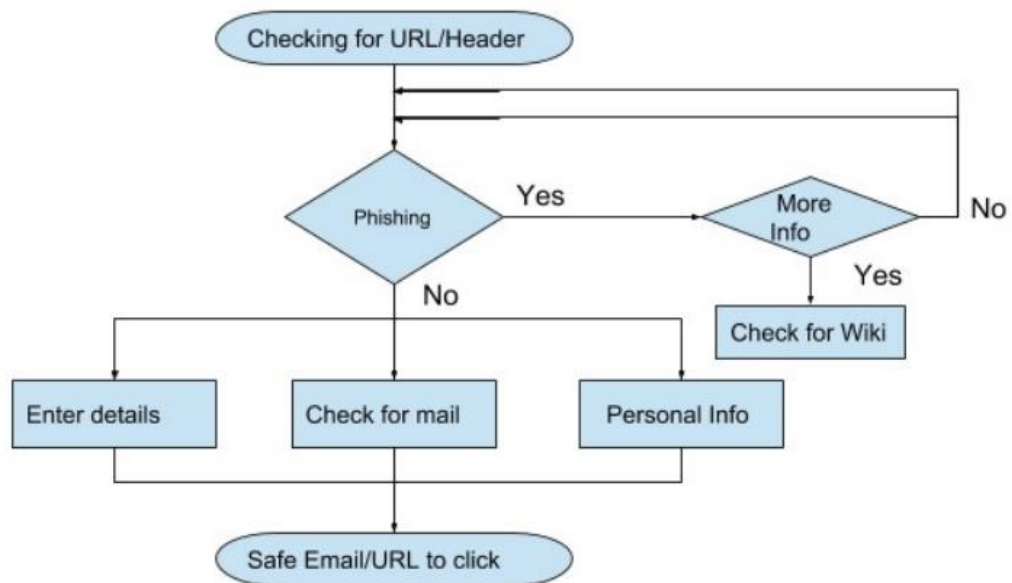 Checking for URL/Header
Phishing
Yes
More
Info
No
Yes
No
Check for Wiki
Enter details
Check for mail
Personal Info
Safe Email/URL to click